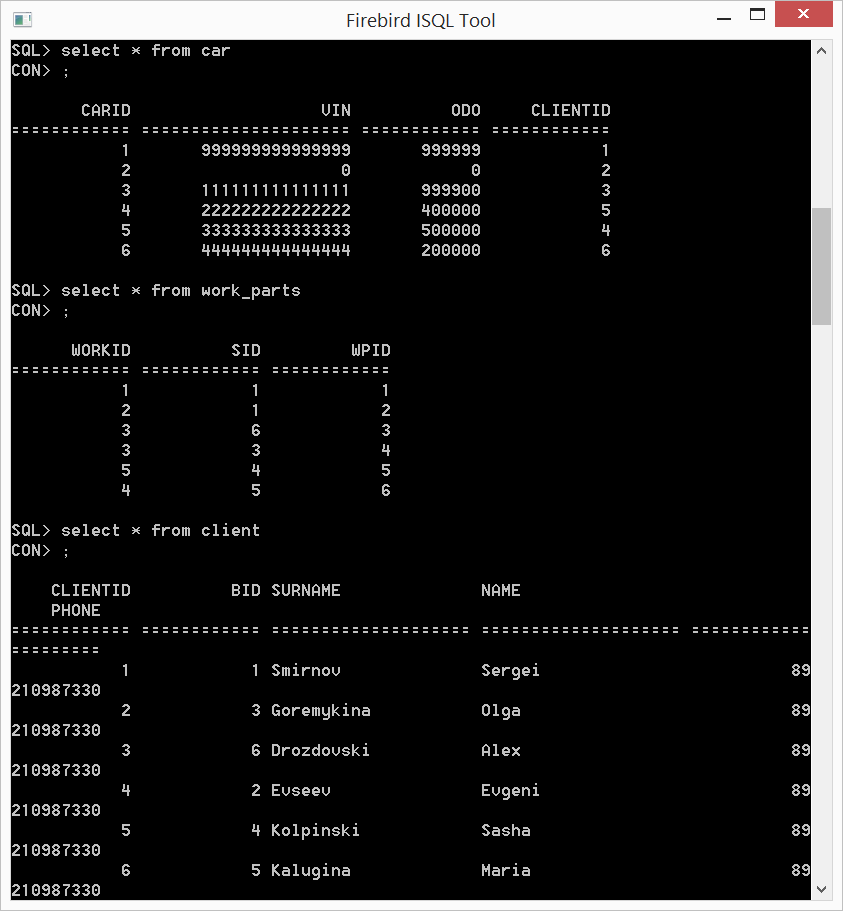 Firebird ISQL Tool
SQL> select * from car
CON> ;
       CARID                   VIN          ODO     CLIENTID
============ ===================== ============ ============
           1       999999999999999       999999            1
           2                     0            0            2
           3       111111111111111       999900            3
           4       222222222222222       400000            5
           5       333333333333333       500000            4
           6       444444444444444       200000            6
SQL> select * from work_parts
CON> ;
      WORKID          SID         WPID
============ ============ ============
           1            1            1
           2            1            2
           3            6            3
           3            3            4
           5            4            5
           4            5            6
SQL> select * from client
CON> ;
    CLIENTID          BID SURNAME              NAME
    PHONE
============ ============ ==================== ==================== ============
=========
           1            1 Smirnov              Sergei                         89
210987330
           2            3 Goremykina           Olga                           89
210987330
           3            6 Drozdovski           Alex                           89
210987330
           4            2 Evseev               Evgeni                         89
210987330
           5            4 Kolpinski            Sasha                          89
210987330
           6            5 Kalugina             Maria                          89
210987330